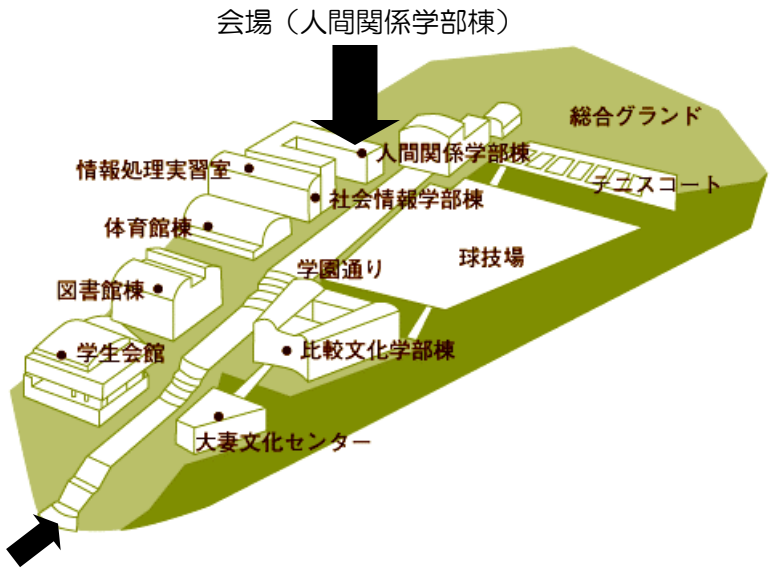 会場（人間関係学部棟）
総合グランド
人間関係学部棟
情報処理実習室
テニスコート
社会情報学部棟
体育館棟
学園通り
球技場
図書館棟
学生会館
比較文化学部棟
大妻文化センター